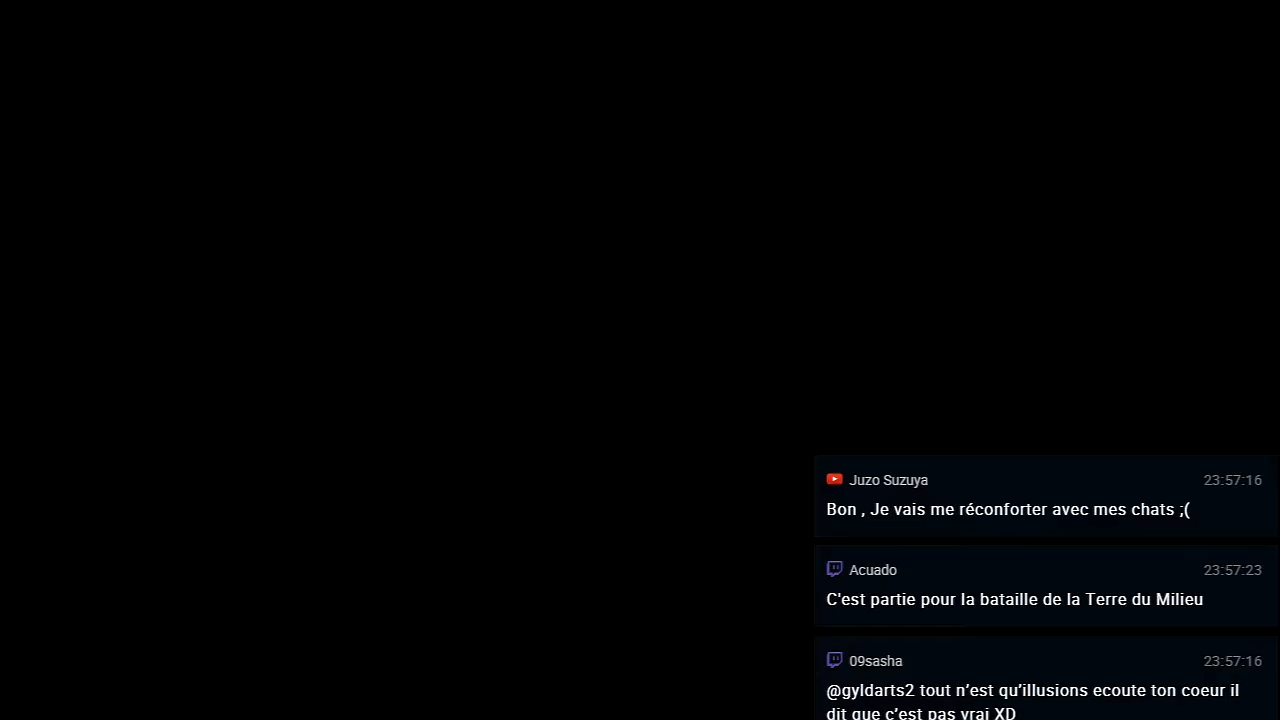 Juzo Suzuya 23:57:16
Bon , Je vais me réconforter avec mes chats ;(
Acuado 23:57:23
C'est partie pour la bataille de la Terre du Milieu
09sasha 23:57:16
@gyldarts2 tout n’est qu’illusions ecoute ton coeur il
dit que c’est pas vrai XD